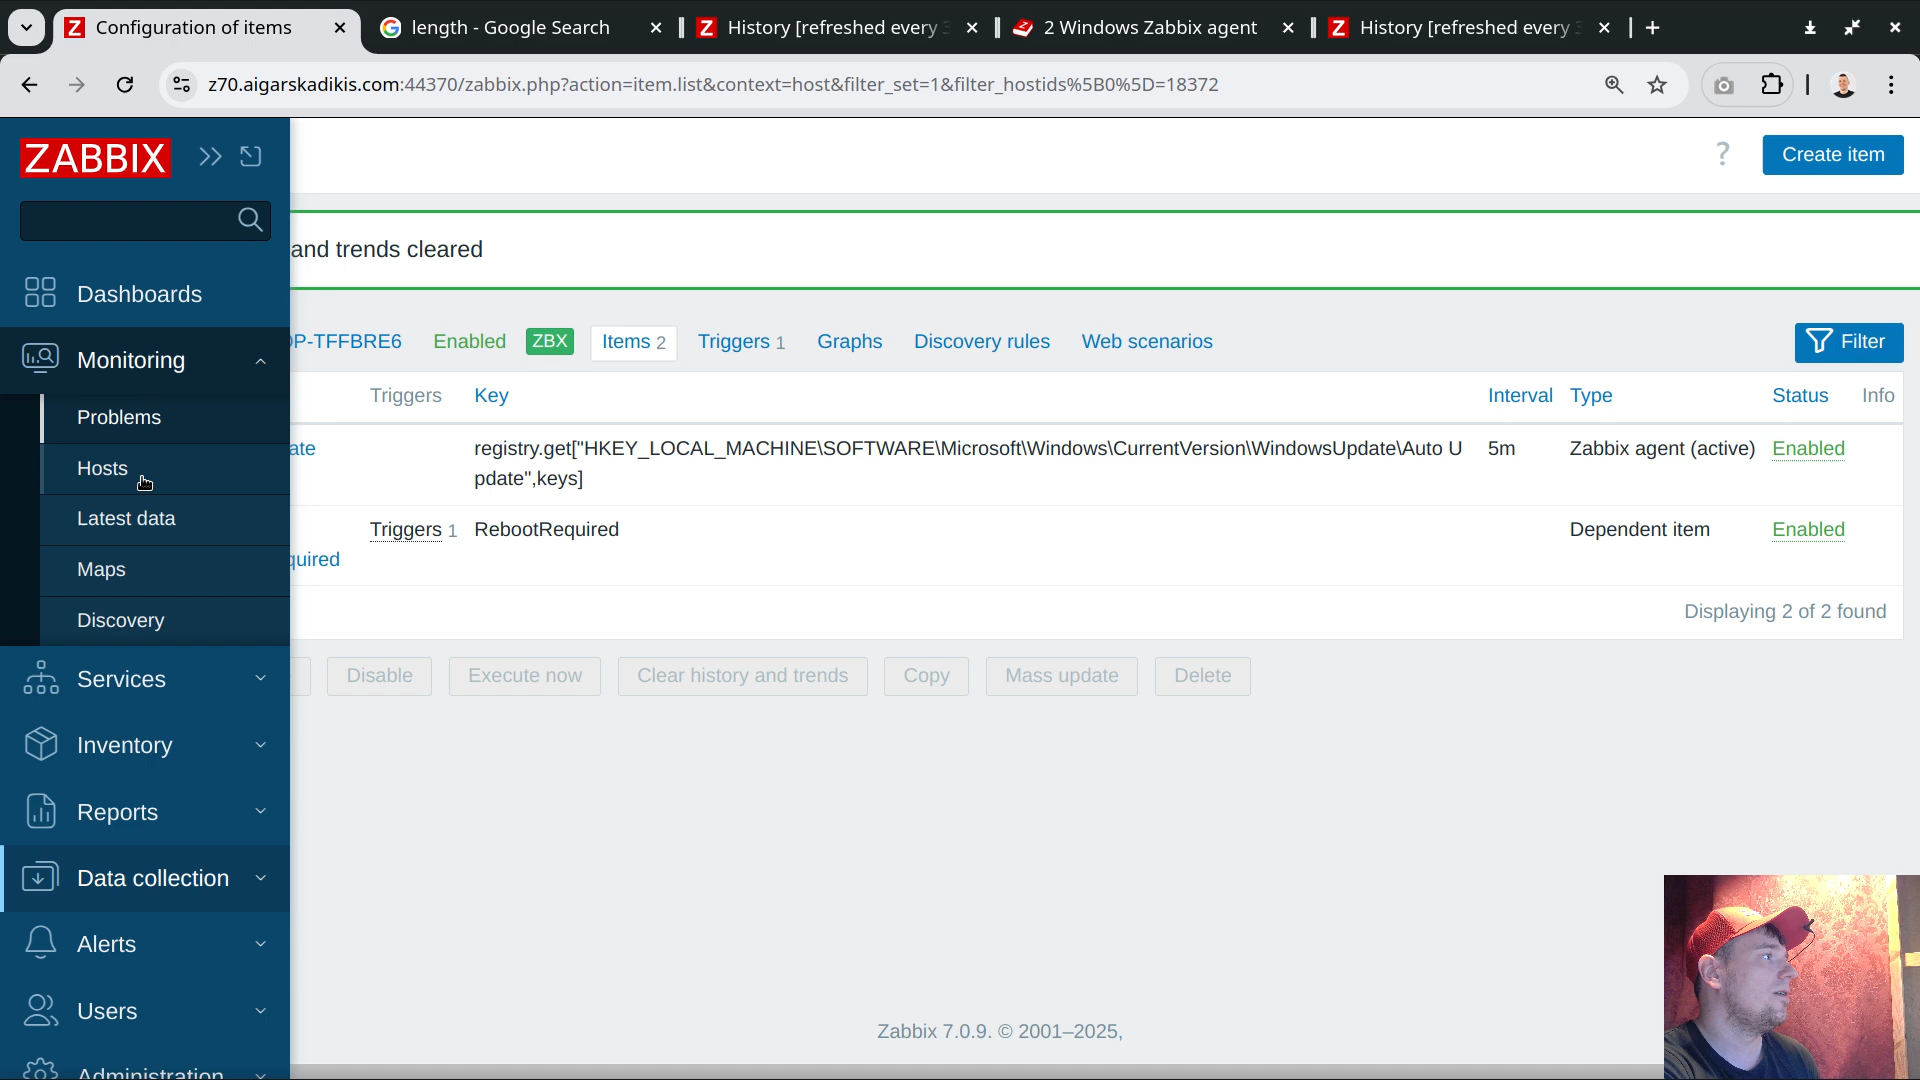 Configuration of items
length - Google Search
History [refreshed every
2 Windows Zabbix agent
History [refreshed every
z70.aigarskadikis.com:44370/zabbix.php?action=item.list&context=host&filter_set=1&filter_hostids%5B0%5D=18372
ZABBIX
? Create item
and trends cleared
Dashboards
Monitoring
Problems
Hosts
Latest data
Maps
Discovery
Services
Inventory
Reports
Data collection
Alerts
Users
Administration
OP-TFFBRE6 Enabled ZBX Items 2 Triggers 1 Graphs Discovery rules Web scenarios Filter
Triggers Key Interval Type Status Info
ate registry.get["HKEY_LOCAL_MACHINE\SOFTWARE\Microsoft\Windows\CurrentVersion\WindowsUpdate\Auto U 5m Zabbix agent (active) Enabled
pdate",keys]
Triggers 1 RebootRequired Dependent item Enabled
quired
Displaying 2 of 2 found
Disable Execute now Clear history and trends Copy Mass update Delete
Zabbix 7.0.9. © 2001–2025,